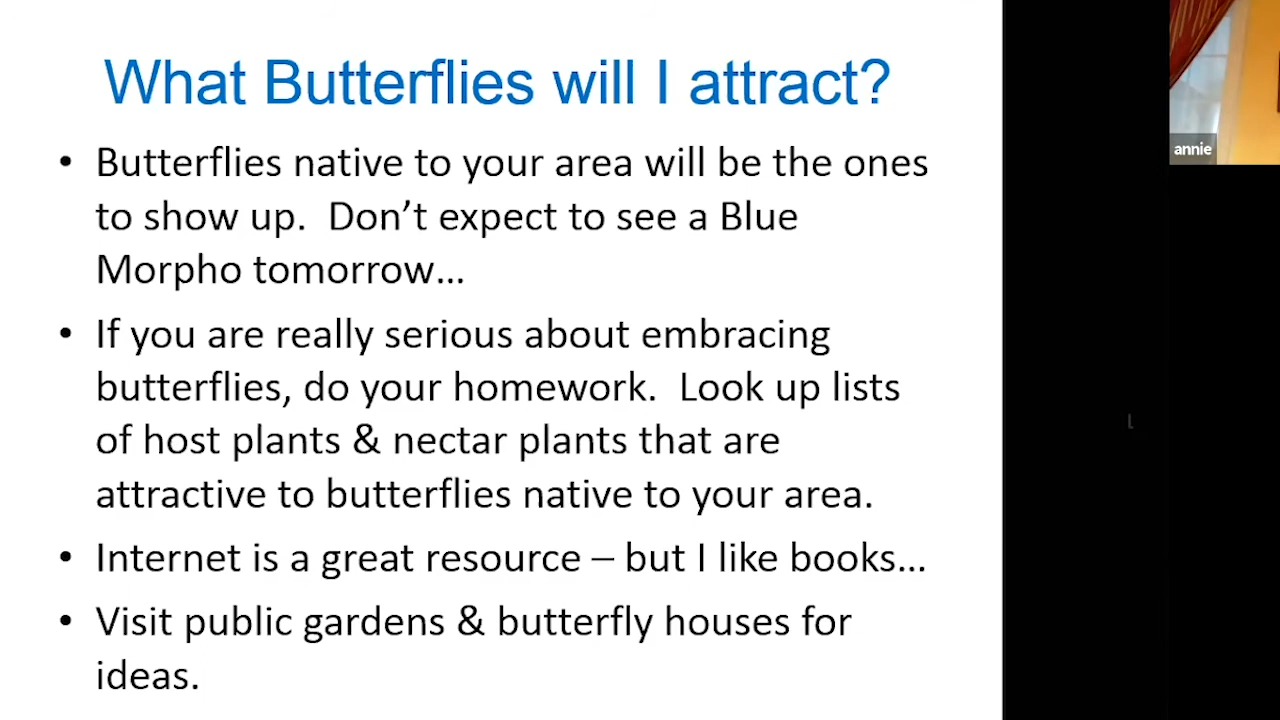 What Butterflies will I attract?
• Butterflies native to your area will be the ones
to show up.  Don’t expect to see a Blue
Morpho tomorrow…
• If you are really serious about embracing
butterflies, do your homework.  Look up lists
of host plants & nectar plants that are
attractive to butterflies native to your area.
• Internet is a great resource – but I like books…
• Visit public gardens & butterfly houses for
ideas.
annie